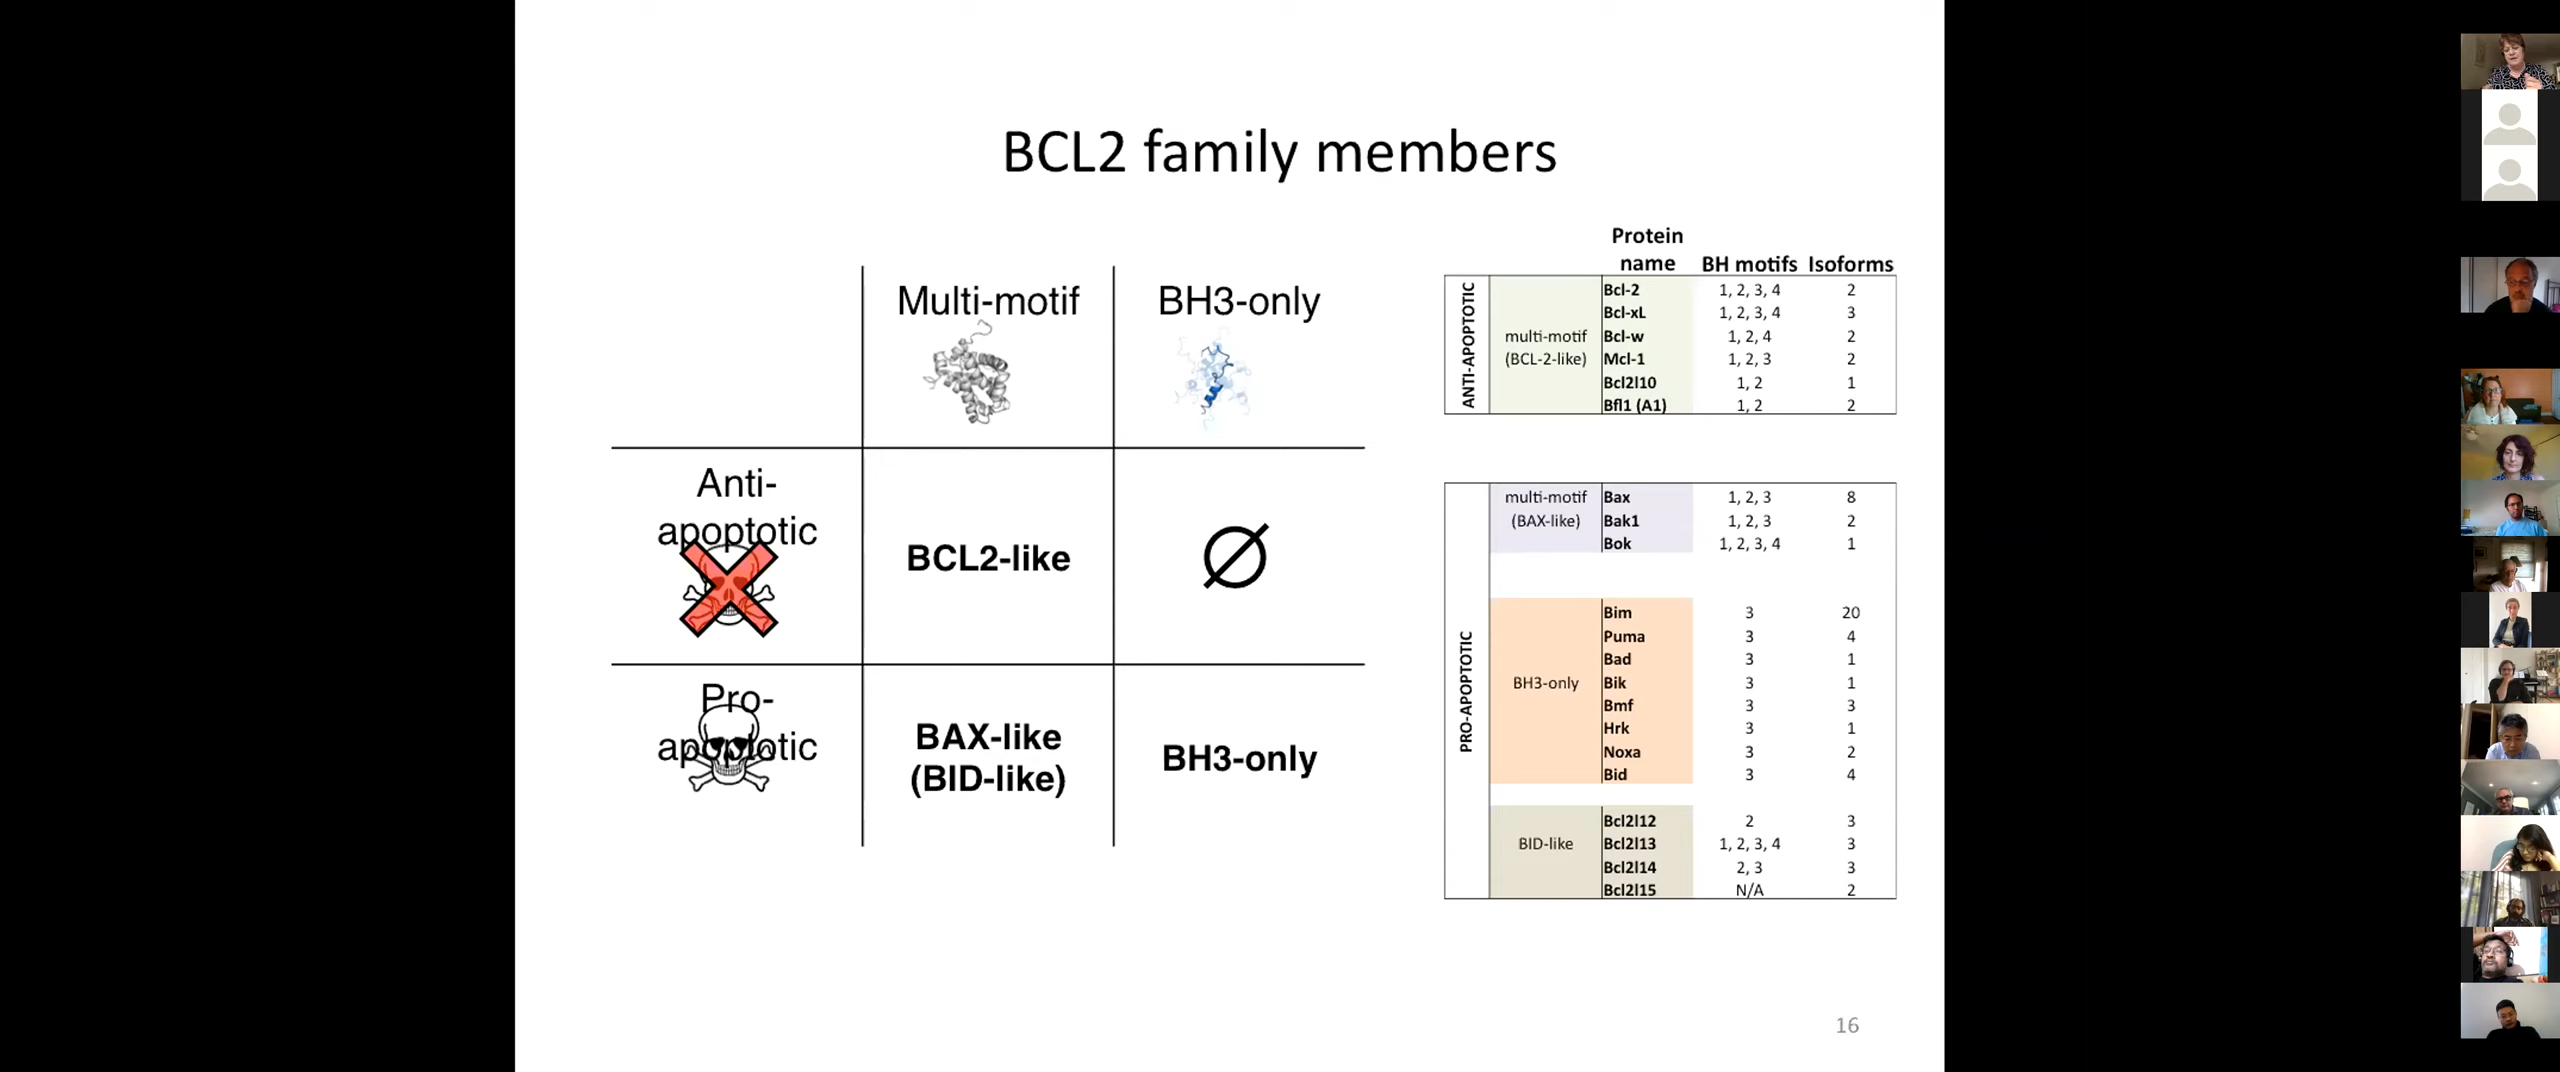 BCL2 family members
Multi-motif BH3-only
Anti-
apoptotic
BCL2-like
Ø
Pro-
apoptotic
BAX-like
(BID-like)
BH3-only
Protein
name BH motifs Isoforms
ANTI-APOPTOTIC
multi-motif
(BCL-2-like)
Bcl-2 1, 2, 3, 4 2
Bcl-xL 1, 2, 3, 4 3
Bcl-w 1, 2, 4 2
Mcl-1 1, 2, 3 2
Bcl2l10 1, 2 1
Bfl1 (A1) 1, 2 2
PRO-APOPTOTIC
multi-motif
(BAX-like)
Bax 1, 2, 3 8
Bak1 1, 2, 3 2
Bok 1, 2, 3, 4 1
BH3-only
Bim 3 20
Puma 3 4
Bad 3 1
Bik 3 1
Bmf 3 3
Hrk 3 1
Noxa 3 2
Bid 3 4
BID-like
Bcl2l12 2 3
Bcl2l13 1, 2, 3, 4 3
Bcl2l14 2, 3 3
Bcl2l15 N/A 2
16